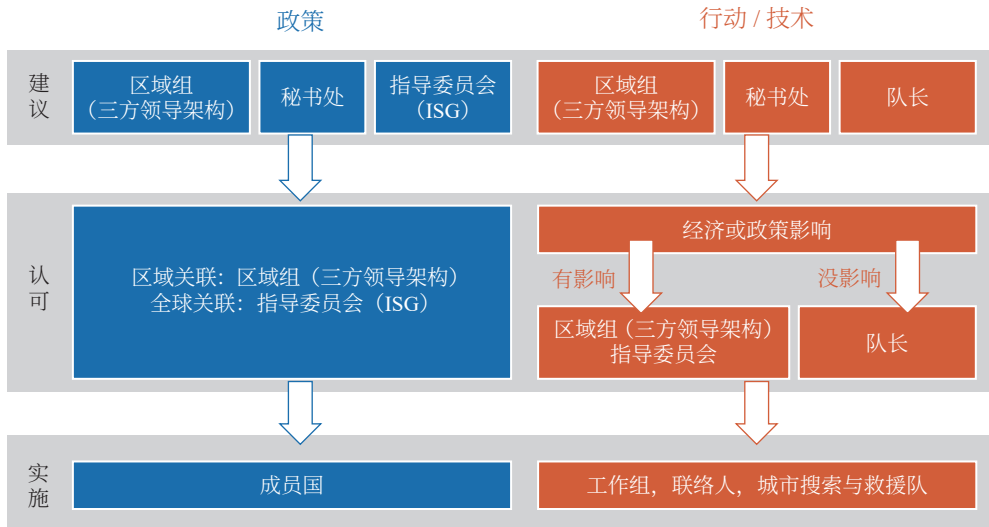 政策
行动 / 技术
建议
区域组
（三方领导架构）
秘书处
指导委员会
（ISG）
区域组
（三方领导架构）
秘书处
队长
认可
区域关联：区域组（三方领导架构）
全球关联：指导委员会（ISG）
经济或政策影响
有影响
没影响
区域组（三方领导架构）
指导委员会
队长
实施
成员国
工作组，联络人，城市搜索与救援队